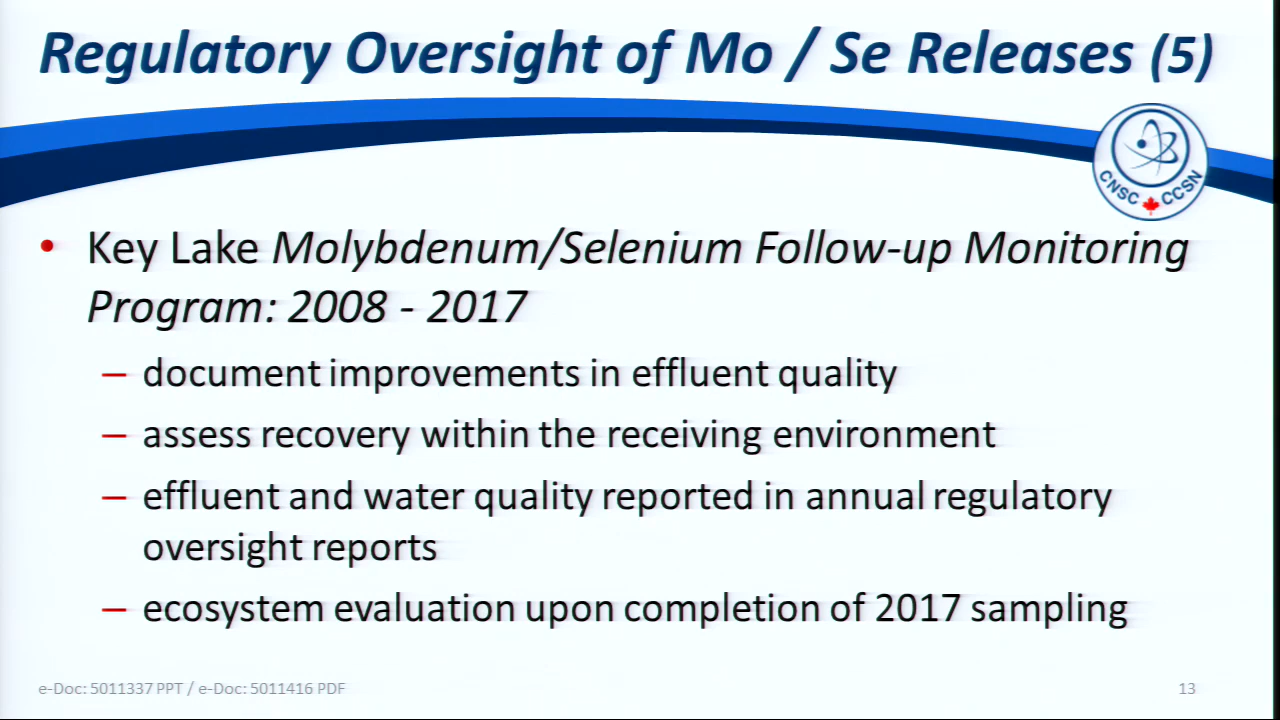 Regulatory Oversight of Mo / Se Releases (5)
CNSC CCSN
• Key Lake Molybdenum/Selenium Follow-up Monitoring
Program: 2008 - 2017
– document improvements in effluent quality
– assess recovery within the receiving environment
– effluent and water quality reported in annual regulatory
oversight reports
– ecosystem evaluation upon completion of 2017 sampling
e-Doc: 5011337 PPT / e-Doc: 5011416 PDF
13